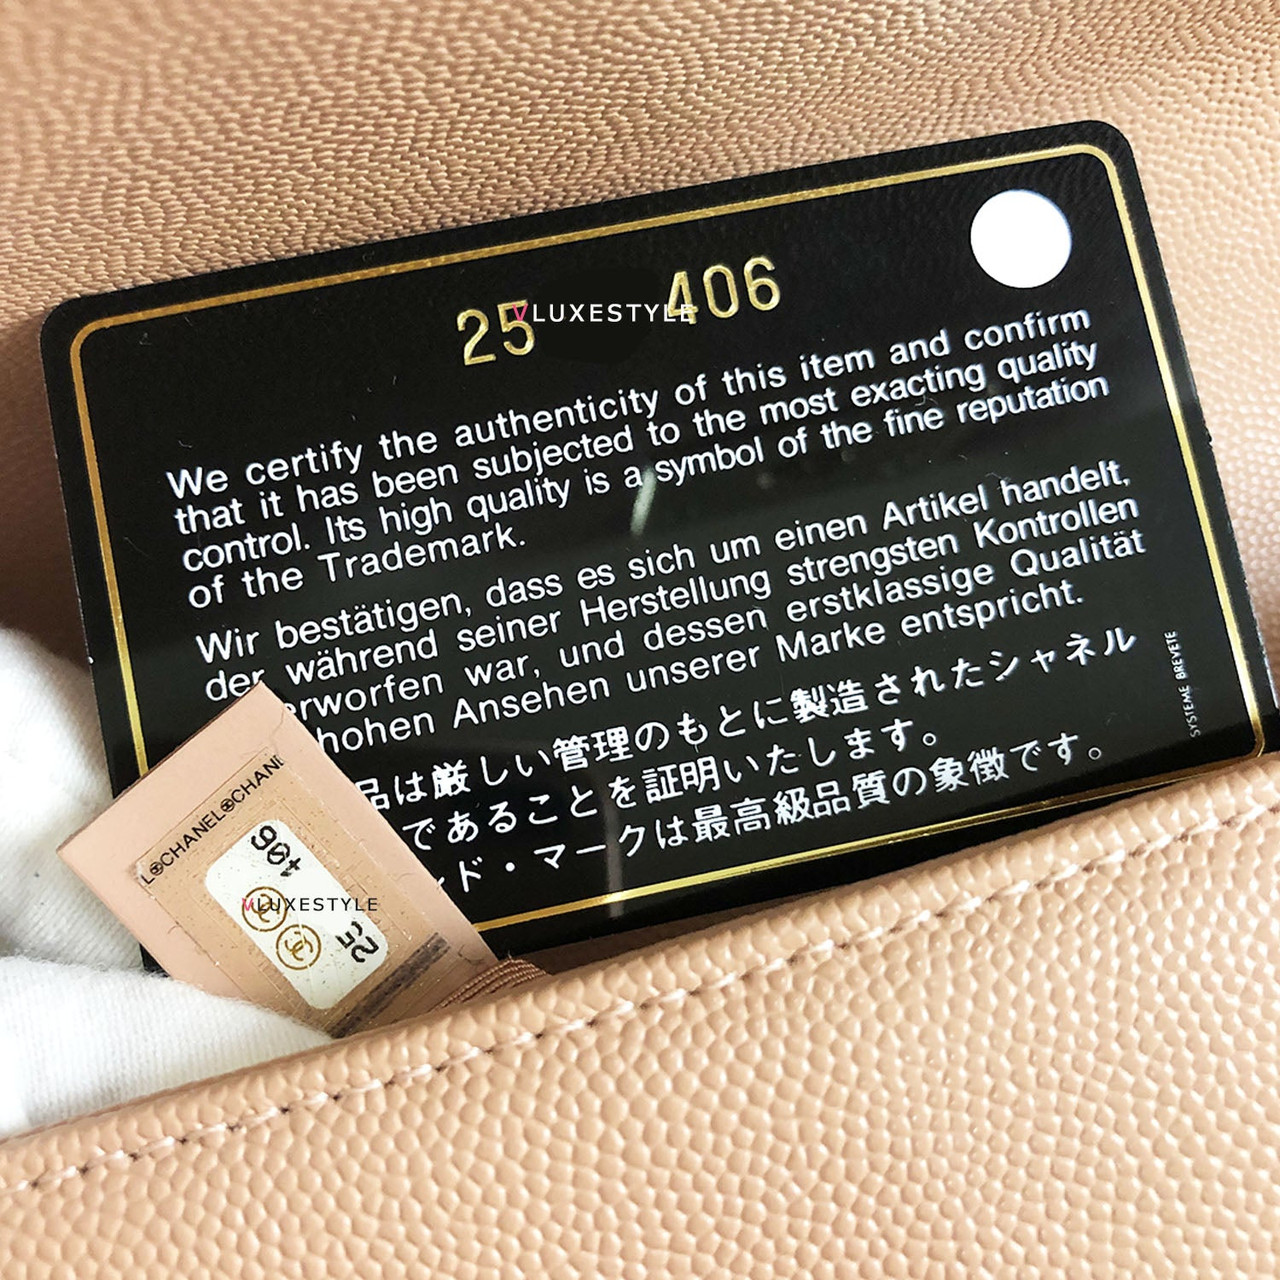 25 406
VLUXESTYLE
We certify the authenticity of this item and confirm
that it has been subjected to the most exacting quality
control. Its high quality is a symbol of the fine reputation
of the Trademark.
Wir bestätigen, dass es sich um einen Artikel handelt,
der während seiner Herstellung strengsten Kontrollen
erworfen war, und dessen erstklassige Qualität
hohen Ansehen unserer Marke entspricht.
品は厳しい管理のもとに製造されたシャネル
であることを証明いたします。
ド・マークは最高級品質の象徴です。
SYSTEME BREVETE
L CHANEL CHANE
406
25
VLUXESTYLE